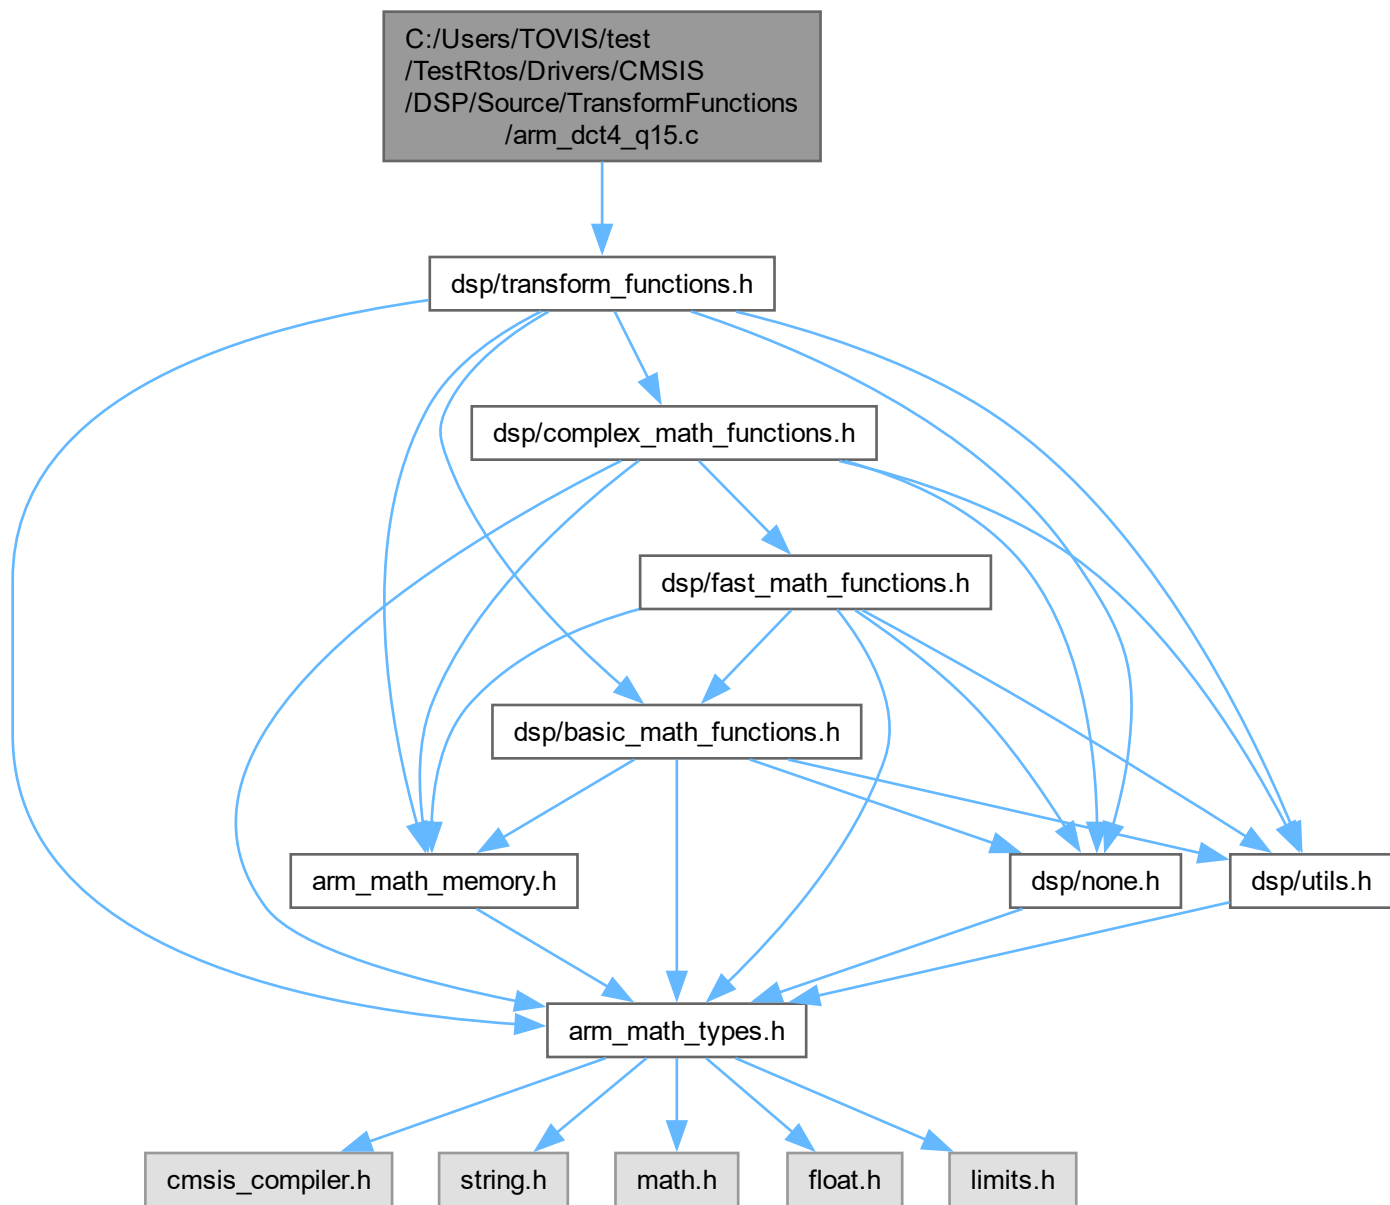 C:/Users/TOVIS/test
/TestRtos/Drivers/CMSIS
/DSP/Source/TransformFunctions
/arm_dct4_q15.c
dsp/transform_functions.h
dsp/complex_math_functions.h
dsp/fast_math_functions.h
dsp/basic_math_functions.h
arm_math_memory.h
dsp/none.h
dsp/utils.h
arm_math_types.h
cmsis_compiler.h
string.h
math.h
float.h
limits.h